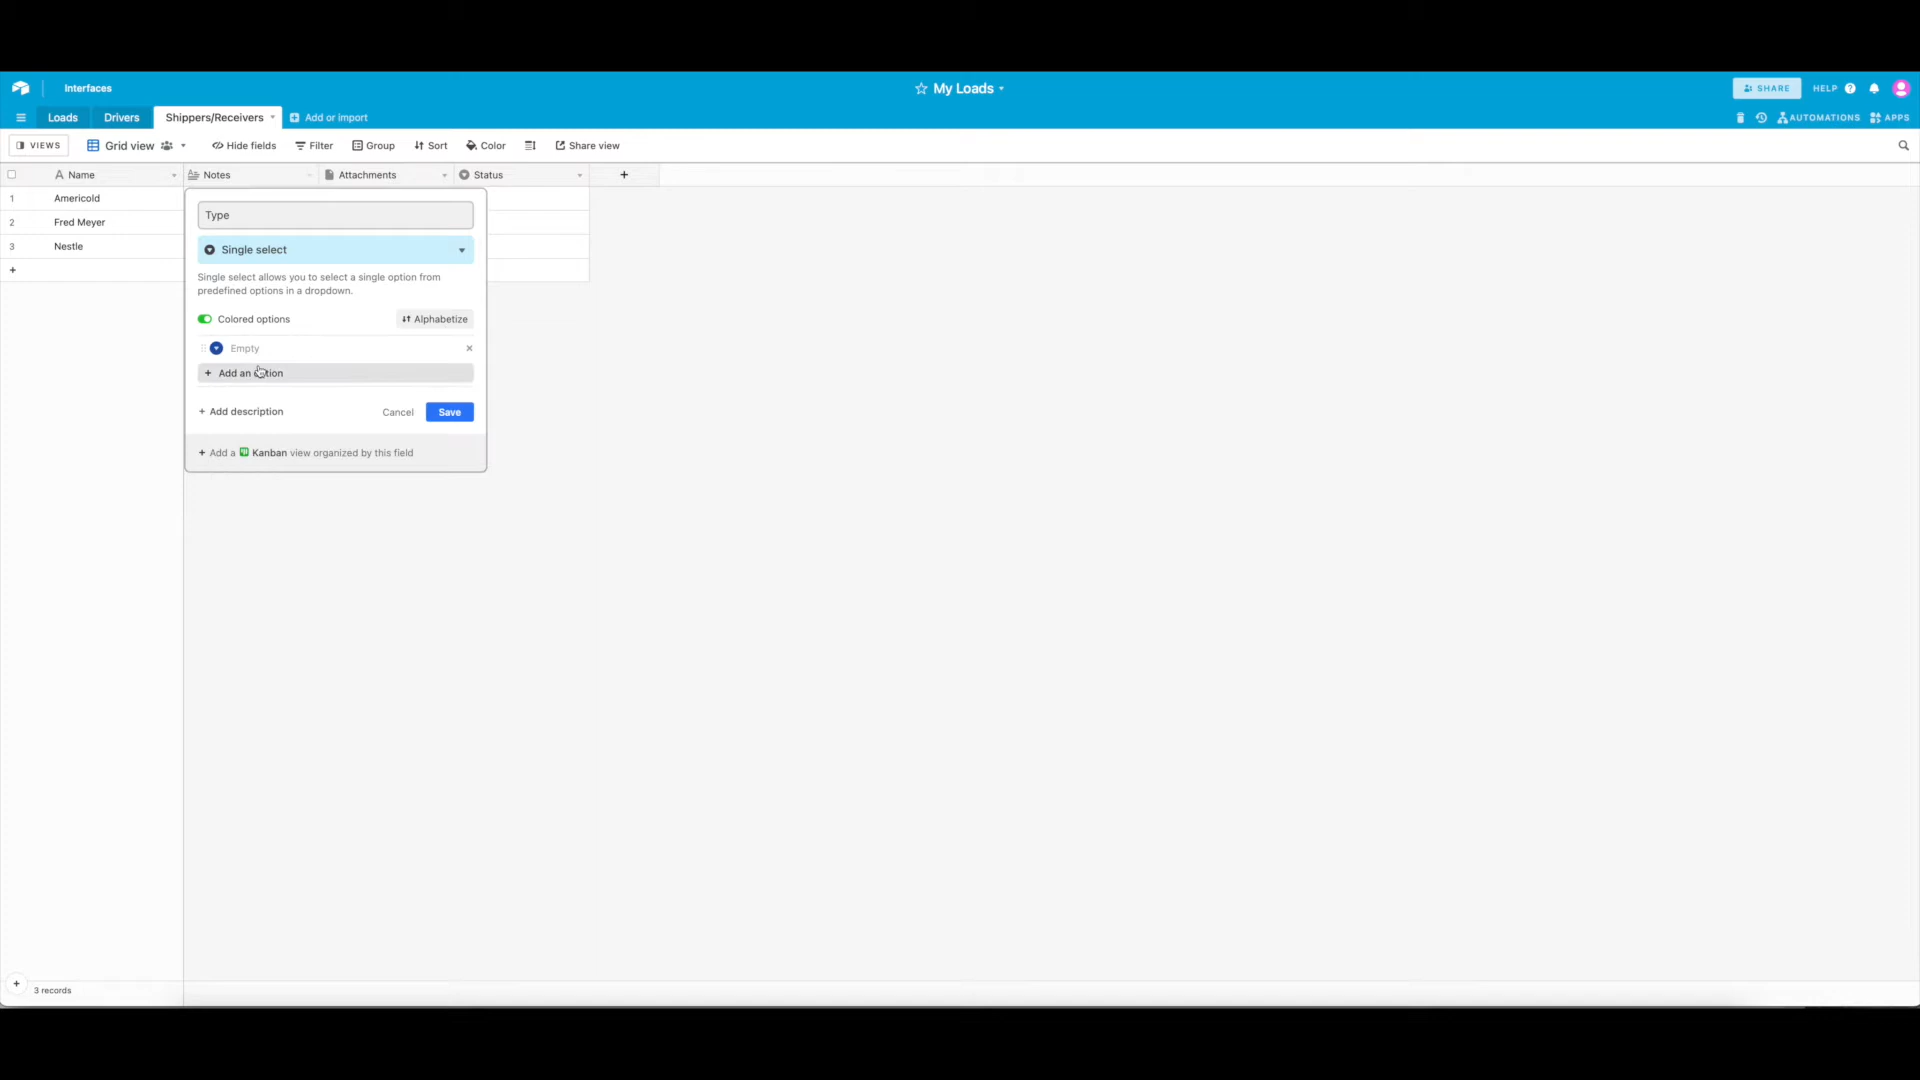 Interfaces
My Loads
SHARE
HELP
Loads
Drivers
Shippers/Receivers
Add or import
AUTOMATIONS
APPS
VIEWS
Grid view
Hide fields
Filter
Group
Sort
Color
Share view
Name
Notes
Attachments
Status
1 Americold
2 Fred Meyer
3 Nestle
Type
Single select
Single select allows you to select a single option from
predefined options in a dropdown.
Colored options
Alphabetize
Empty
+ Add an option
+ Add description
Cancel
Save
+ Add a Kanban view organized by this field
3 records